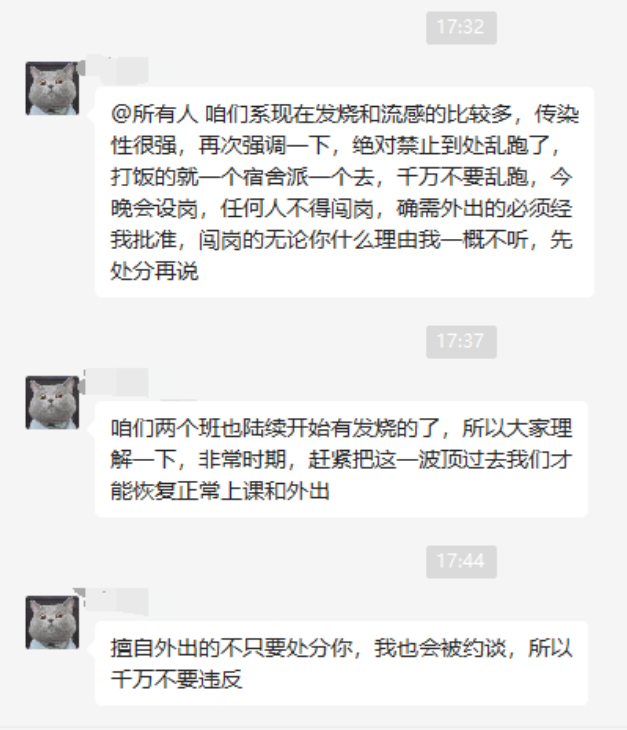 17:32
@所有人 咱们系现在发烧和流感的比较多，传染
性很强，再次强调一下，绝对禁止到处乱跑了，
打饭的就一个宿舍派一个去，千万不要乱跑，今
晚会设岗，任何人不得闯岗，确需外出的必须经
我批准，闯岗的无论你什么理由我一概不听，先
处分再说
17:37
咱们两个班也陆续开始有发烧的了，所以大家理
解一下，非常时期，赶紧把这一波顶过去我们才
能恢复正常上课和外出
17:44
擅自外出的不只要处分你，我也会被约谈，所以
千万不要违反